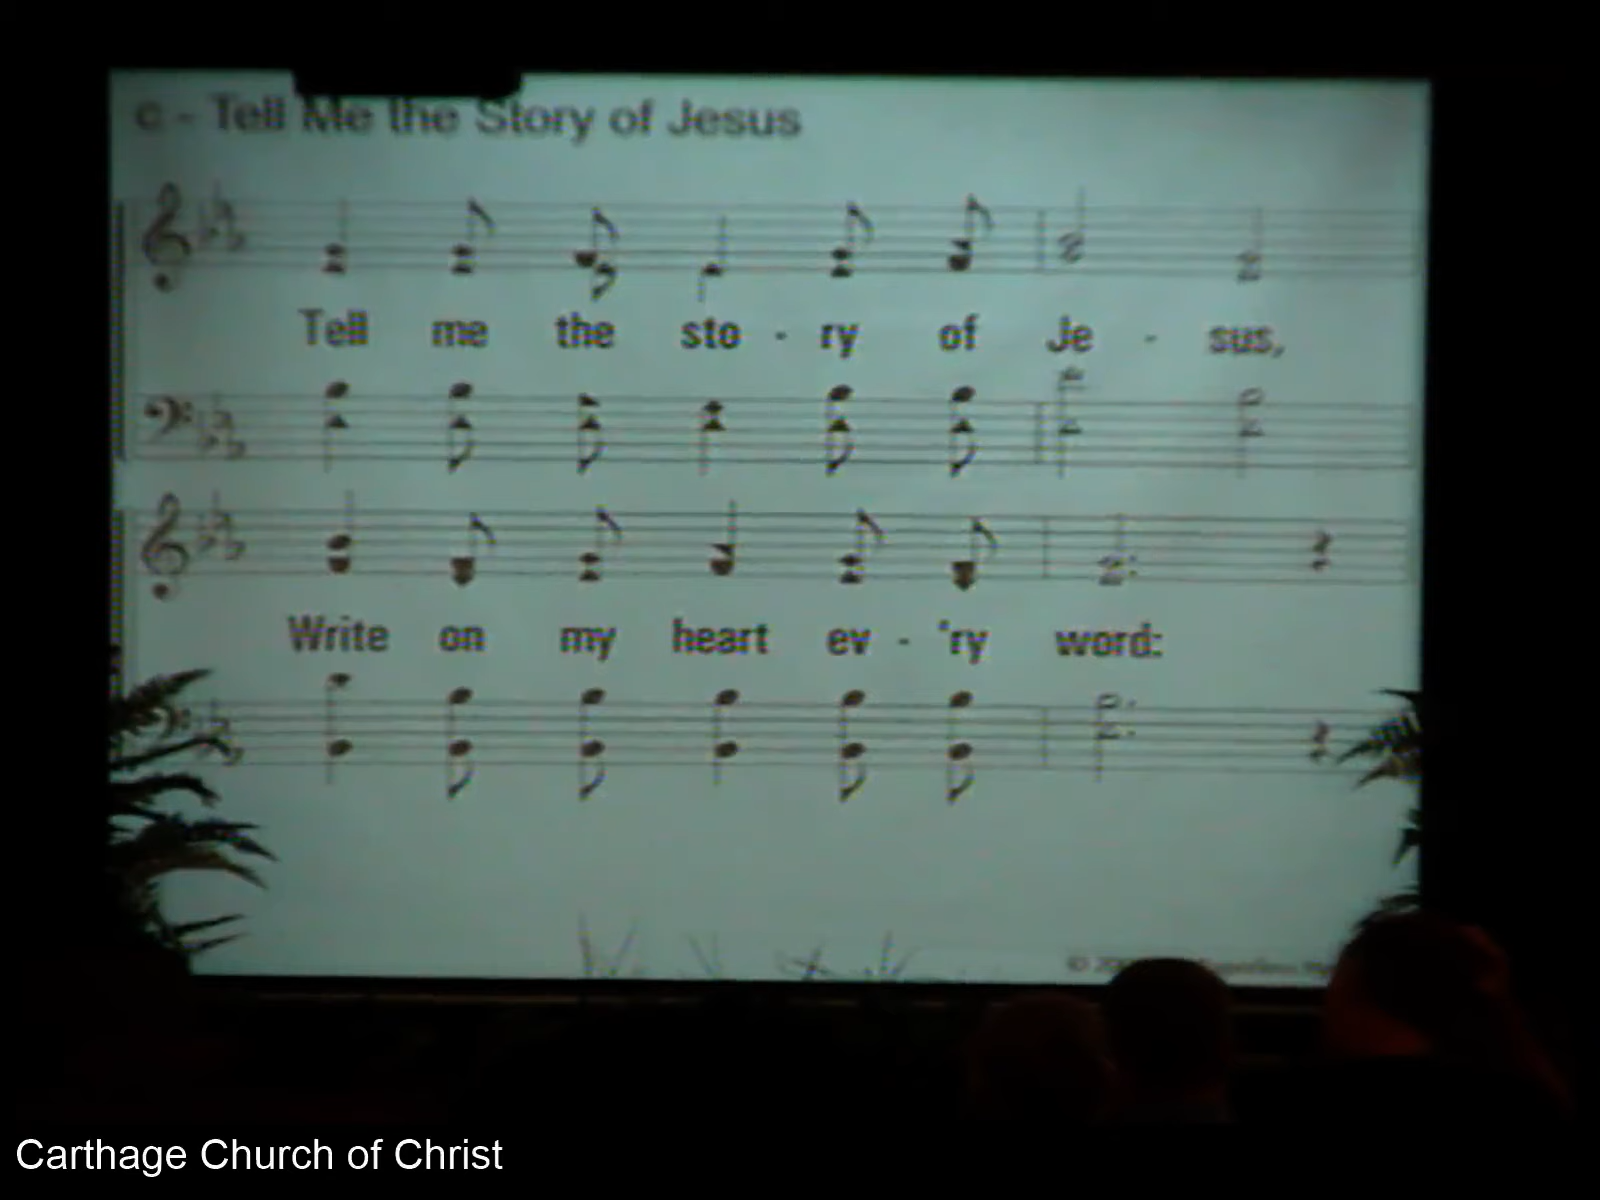 c - Tell Me the Story of Jesus
Tell me the sto - ry of Je - sus,
Write on my heart ev - 'ry word:
©
Carthage Church of Christ